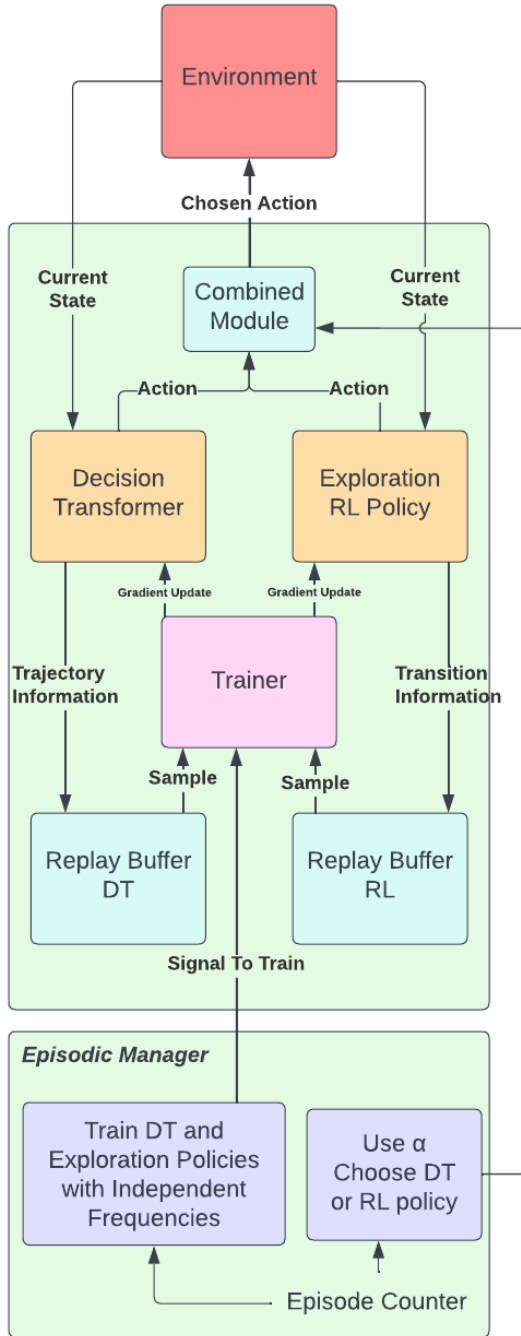 Environment
Chosen Action
Current
State
Current
State
Combined
Module
Action
Action
Decision
Transformer
Exploration
RL Policy
Gradient Update
Gradient Update
Trajectory
Information
Trainer
Transition
Information
Sample
Sample
Replay Buffer
DT
Replay Buffer
RL
Signal To Train
Episodic Manager
Train DT and
Exploration Policies
with Independent
Frequencies
Use α
Choose DT
or RL policy
Episode Counter